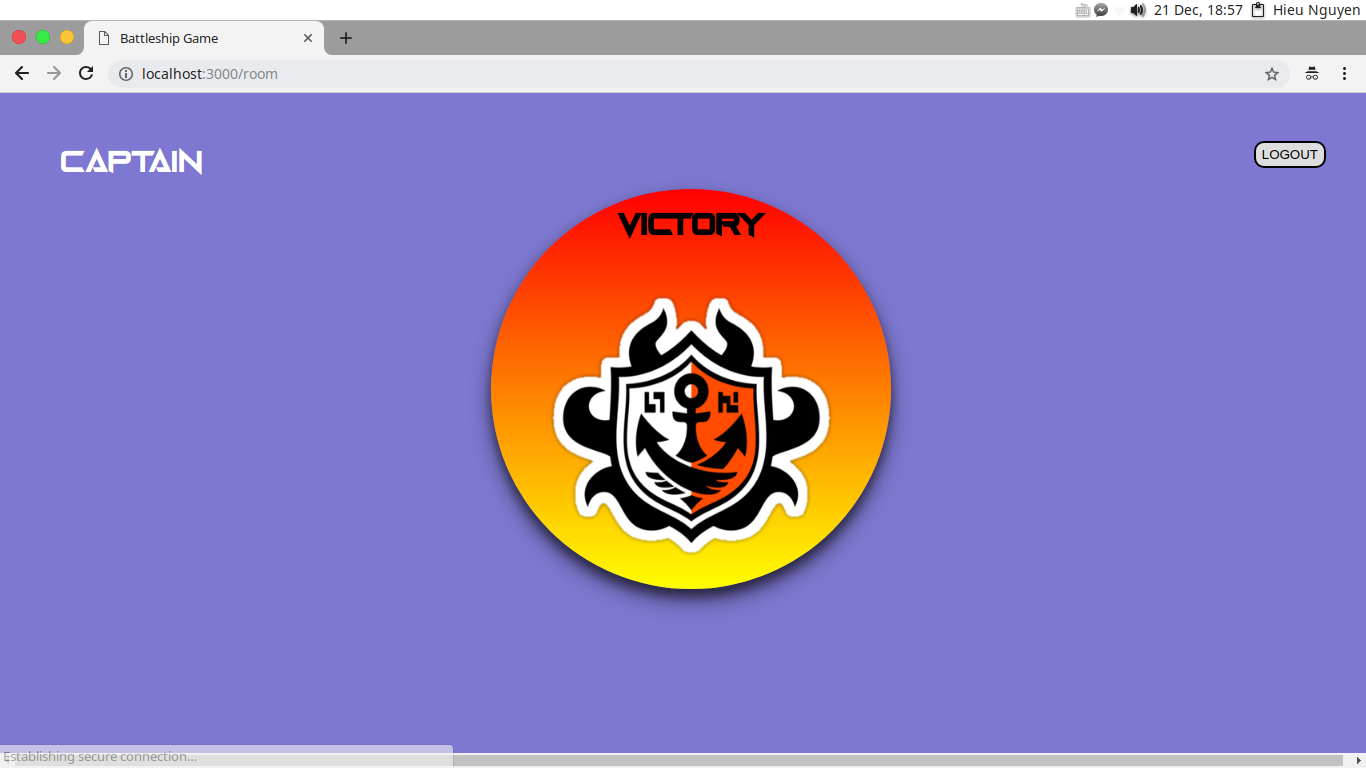 21 Dec, 18:57 Hieu Nguyen
Battleship Game
localhost:3000/room
CAPTAIN
LOGOUT
VICTORY
Establishing secure connection...